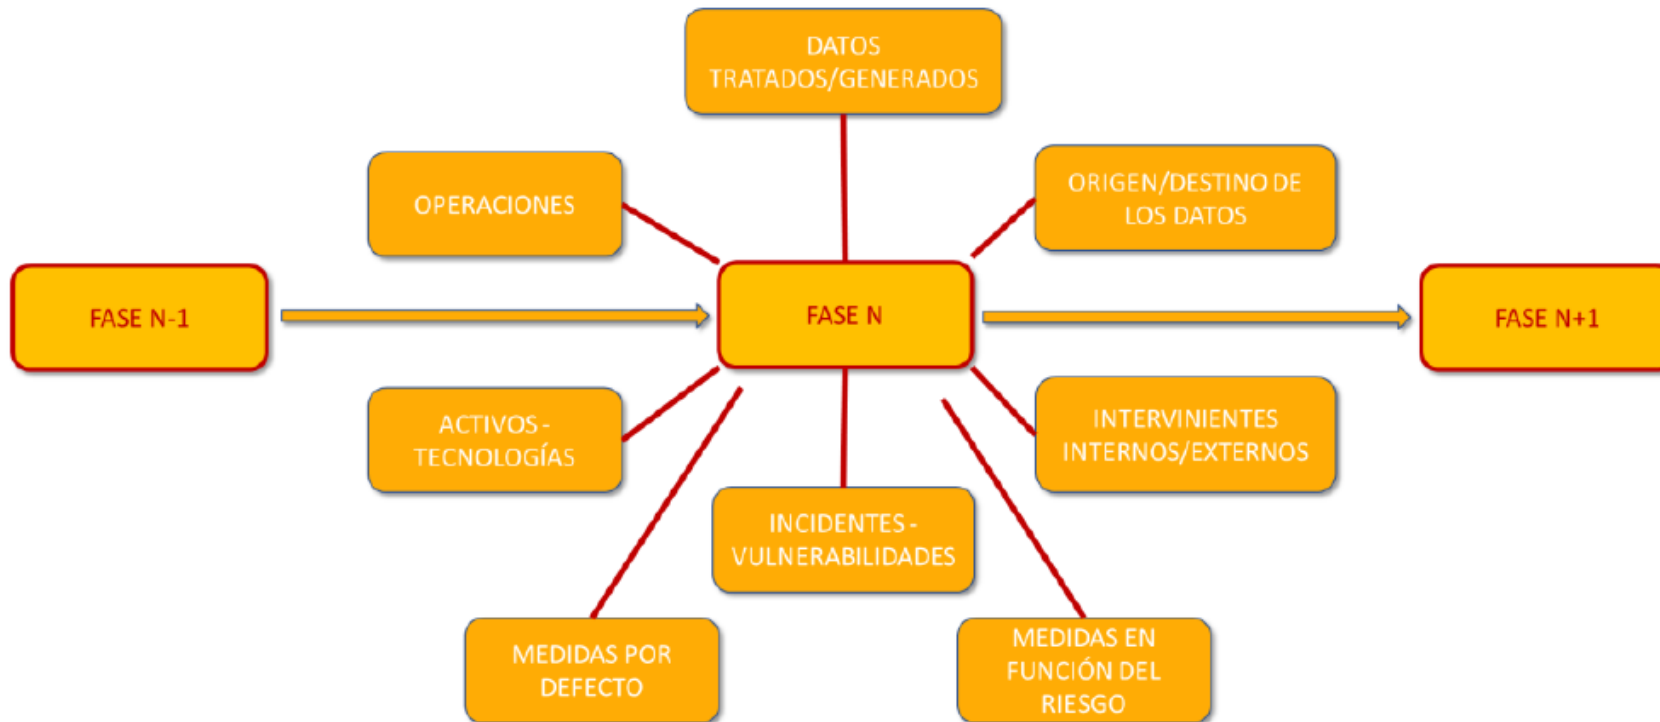 DATOS
TRATADOS/GENERADOS
OPERACIONES
ORIGEN/DESTINO DE
LOS DATOS
FASE N-1
FASE N
FASE N+1
ACTIVOS -
TECNOLOGÍAS
INTERVINIENTES
INTERNOS/EXTERNOS
INCIDENTES -
VULNERABILIDADES
MEDIDAS POR
DEFECTO
MEDIDAS EN
FUNCIÓN DEL
RIESGO